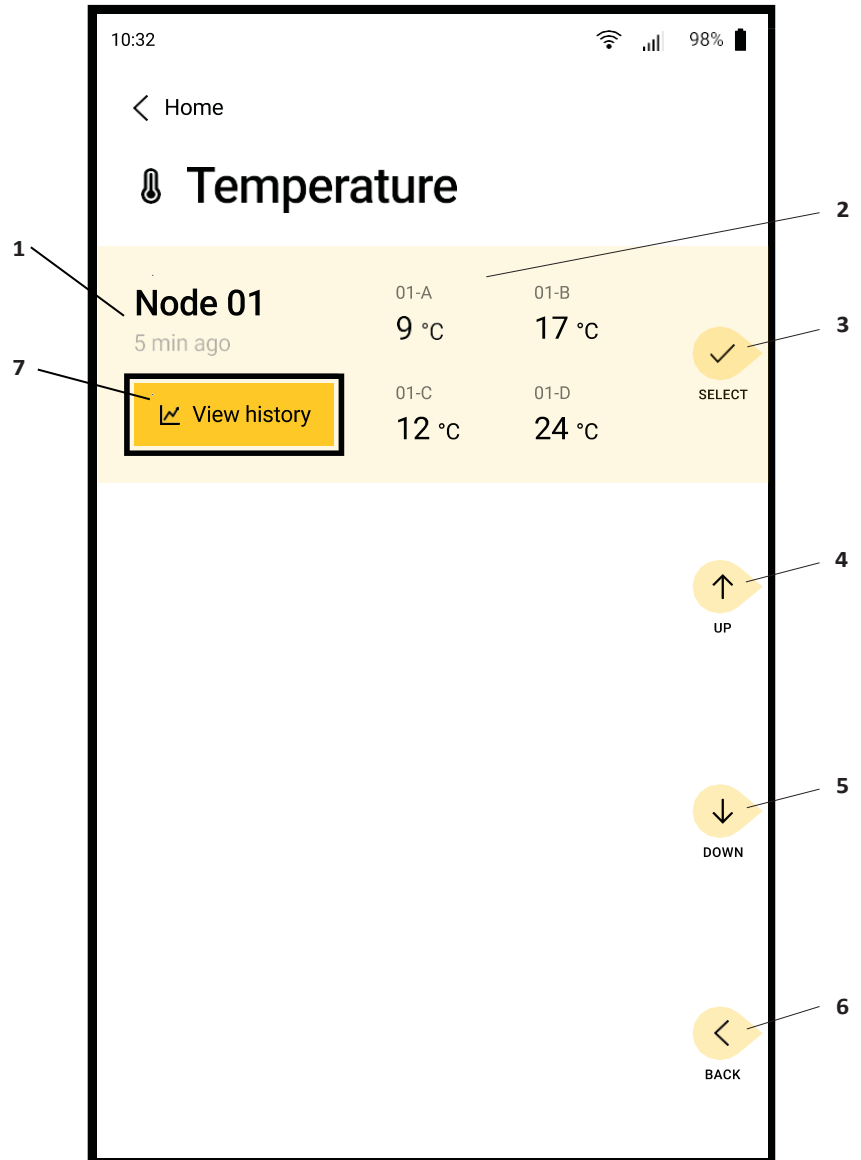 10:32 98%
Home
Temperature
2
1
Node 01
5 min ago
01-A 01-B
9 °C 17 °C
3
SELECT
7
View history
01-C 01-D
12 °C 24 °C
4
UP
5
DOWN
6
BACK